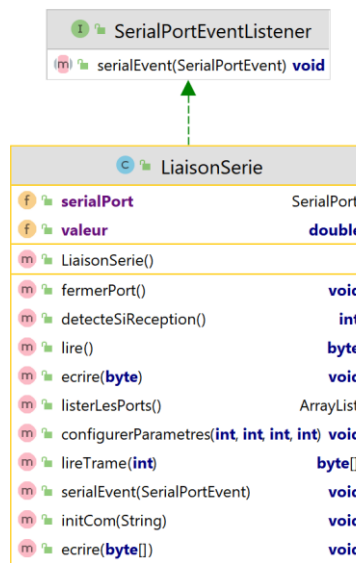 I SerialPortEventListener
m serialEvent(SerialPortEvent) void
C LiaisonSerie
f serialPort SerialPort
f valeur double
m LiaisonSerie()
m fermerPort() void
m detecteSiReception() int
m lire() byte
m ecrire(byte) void
m listerLesPorts() ArrayList
m configurerParametres(int, int, int, int) void
m lireTrame(int) byte[]
m serialEvent(SerialPortEvent) void
m initCom(String) void
m ecrire(byte[]) void